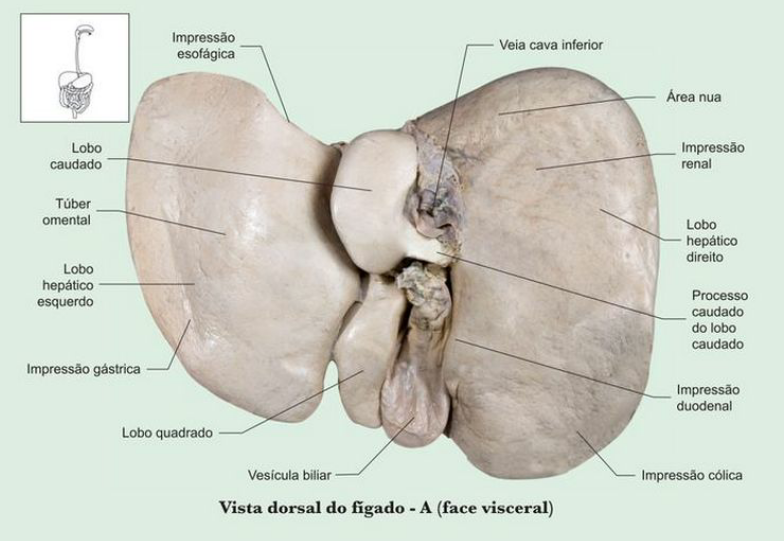 Impressão
esofágica
Veia cava inferior
Área nua
Lobo
caudado
Impressão
renal
Túber
omental
Lobo
hepático
direito
Lobo
hepático
esquerdo
Processo
caudado
do lobo
caudado
Impressão gástrica
Impressão
duodenal
Lobo quadrado
Vesícula biliar
Impressão cólica
Vista dorsal do fígado - A (face visceral)